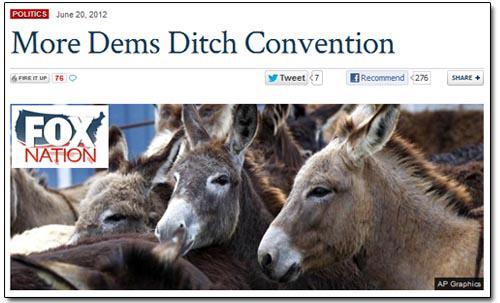 POLITICS June 20, 2012
More Dems Ditch Convention
FIRE IT UP 76 Tweet 7 Recommend 276 SHARE +
FOX
NATION
AP Graphics